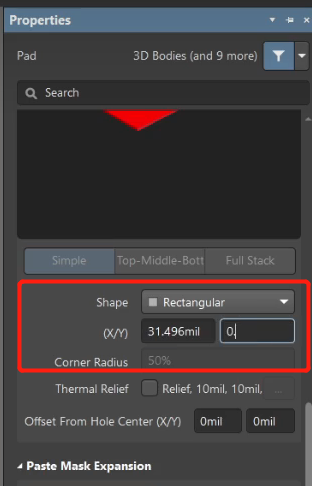 Properties
Pad 3D Bodies (and 9 more)
Search
Simple Top-Middle-Bott Full Stack
Shape Rectangular
(X/Y) 31.496mil 0.
Corner Radius 50%
Thermal Relief Relief, 10mil, 10mil, ...
Offset From Hole Center (X/Y) 0mil 0mil
Paste Mask Expansion